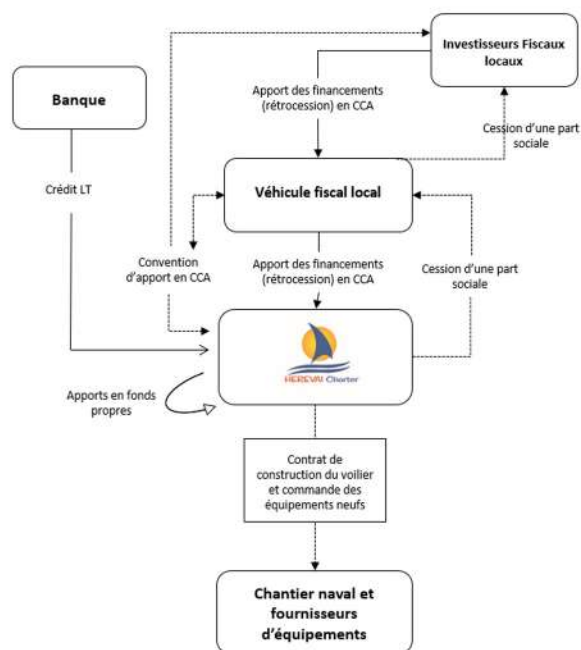 Investisseurs Fiscaux
locaux
Banque
Apport des financements
(rétrocession) en CCA
Cession d'une part
sociale
Crédit LT
Véhicule fiscal local
Convention
d'apport en CCA
Apport des financements
(rétrocession) en CCA
Cession d'une part
sociale
HEREVAI Charter
Apports en fonds
propres
Contrat de
construction du voilier
et commande des
équipements neufs
Chantier naval et
fournisseurs
d'équipements